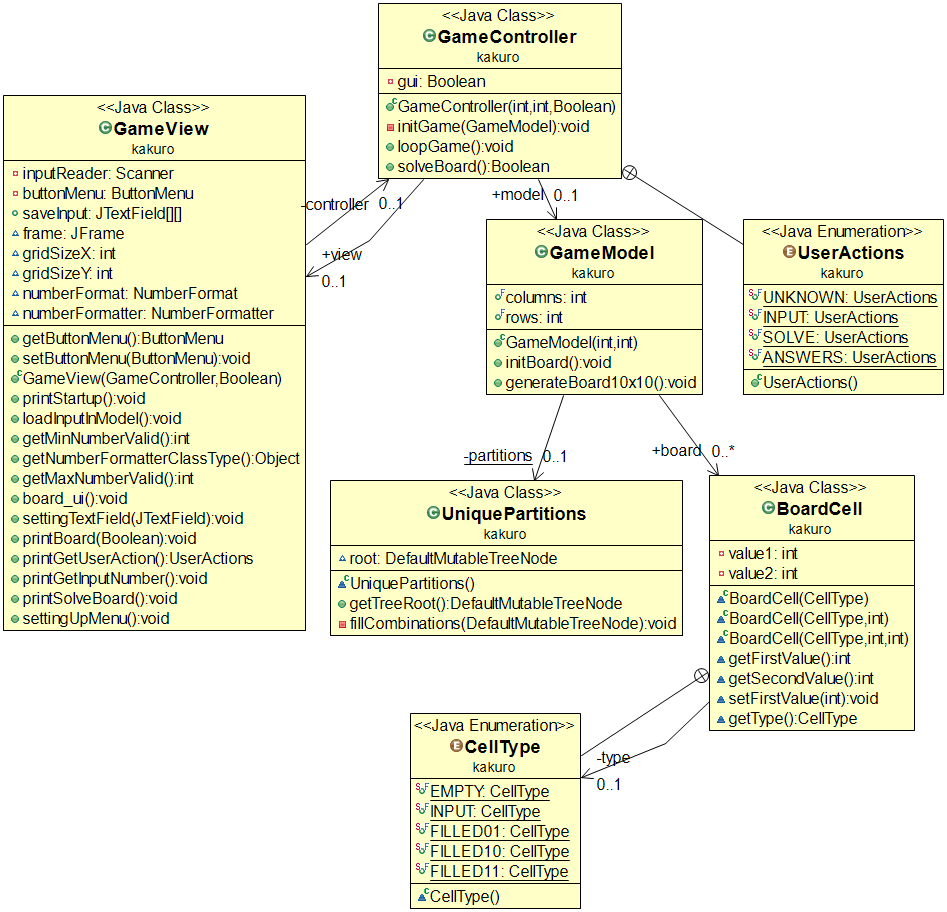 <<Java Class>>
GameController
kakuro
gui: Boolean
GameController(int,int,Boolean)
initGame(GameModel):void
loopGame():void
solveBoard():Boolean
<<Java Class>>
GameView
kakuro
inputReader: Scanner
buttonMenu: ButtonMenu
saveInput: JTextField[][]
frame: JFrame
gridSizeX: int
gridSizeY: int
numberFormat: NumberFormat
numberFormatter: NumberFormatter
getButtonMenu():ButtonMenu
setButtonMenu(ButtonMenu):void
GameView(GameController,Boolean)
printStartup():void
loadInputInModel():void
getMinNumberValid():int
getNumberFormatterClassType():Object
getMaxNumberValid():int
board_ui():void
settingTextField(JTextField):void
printBoard(Boolean):void
printGetUserAction():UserActions
printGetInputNumber():void
printSolveBoard():void
settingUpMenu():void
-controller 0..1
+view
0..1
+model 0..1
<<Java Class>>
GameModel
kakuro
columns: int
rows: int
GameModel(int,int)
initBoard():void
generateBoard10x10():void
<<Java Enumeration>>
UserActions
kakuro
UNKNOWN: UserActions
INPUT: UserActions
SOLVE: UserActions
ANSWERS: UserActions
UserActions()
-partitions 0..1
+board 0..*
<<Java Class>>
UniquePartitions
kakuro
root: DefaultMutableTreeNode
UniquePartitions()
getTreeRoot():DefaultMutableTreeNode
fillCombinations(DefaultMutableTreeNode):void
<<Java Class>>
BoardCell
kakuro
value1: int
value2: int
BoardCell(CellType)
BoardCell(CellType,int)
BoardCell(CellType,int,int)
getFirstValue():int
getSecondValue():int
setFirstValue(int):void
getType():CellType
-type
0..1
<<Java Enumeration>>
CellType
kakuro
EMPTY: CellType
INPUT: CellType
FILLED01: CellType
FILLED10: CellType
FILLED11: CellType
CellType()